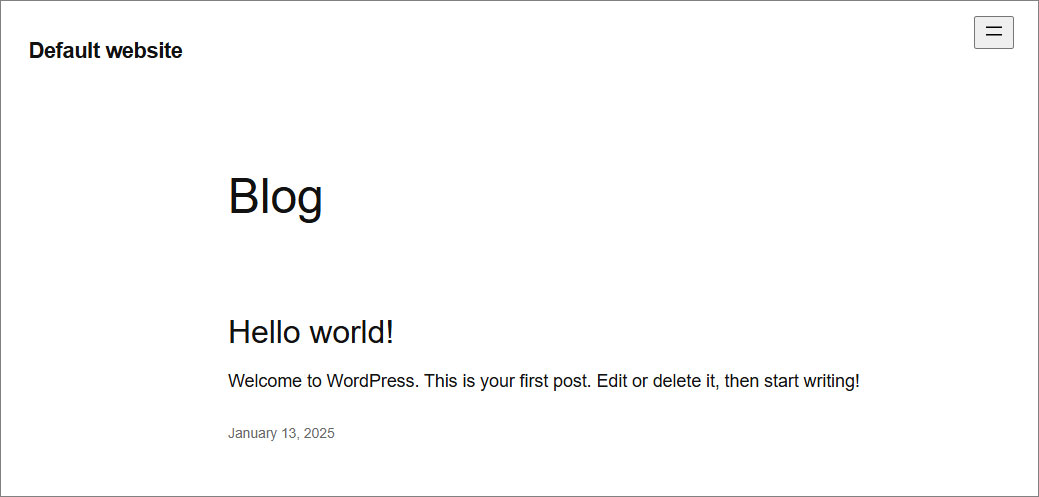 Default website
Blog
Hello world!
Welcome to WordPress. This is your first post. Edit or delete it, then start writing!
January 13, 2025